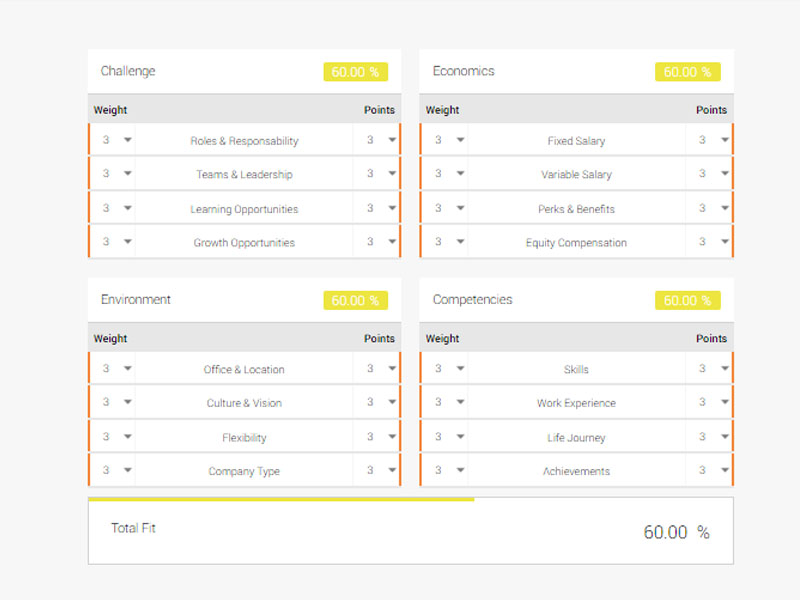 Challenge 60.00 %
Weight Points
3 Roles & Responsability 3
3 Teams & Leadership 3
3 Learning Opportunities 3
3 Growth Opportunities 3
Economics 60.00 %
Weight Points
3 Fixed Salary 3
3 Variable Salary 3
3 Perks & Benefits 3
3 Equity Compensation 3
Environment 60.00 %
Weight Points
3 Office & Location 3
3 Culture & Vision 3
3 Flexibility 3
3 Company Type 3
Competencies 60.00 %
Weight Points
3 Skills 3
3 Work Experience 3
3 Life Journey 3
3 Achievements 3
Total Fit 60.00 %